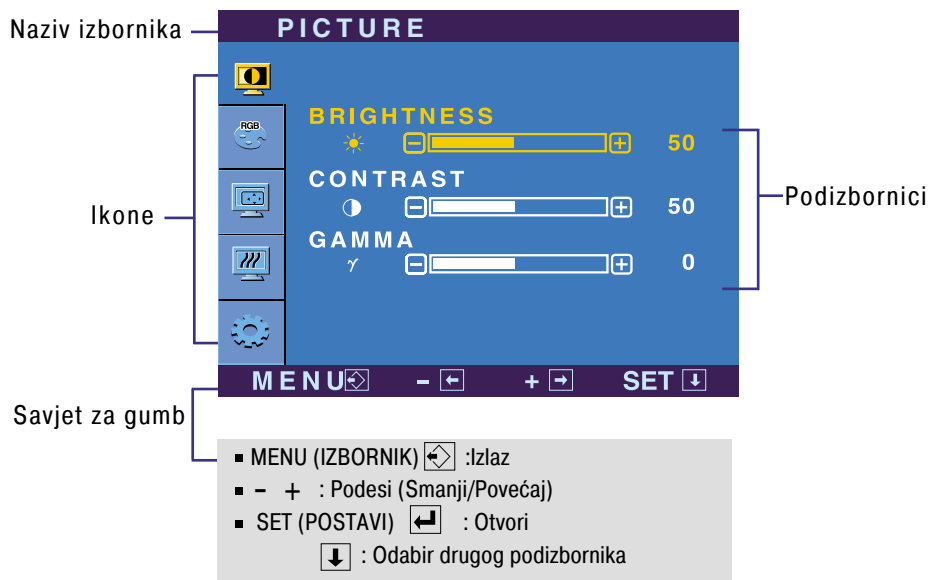 Naziv izbornika
PICTURE
RGB
BRIGHTNESS
50
CONTRAST
50
GAMMA
γ
0
Ikone
Podizbornici
MENU - + SET
Savjet za gumb
MENU (IZBORNIK) :Izlaz
- + : Podesi (Smanji/Povećaj)
SET (POSTAVI) : Otvori
: Odabir drugog podizbornika